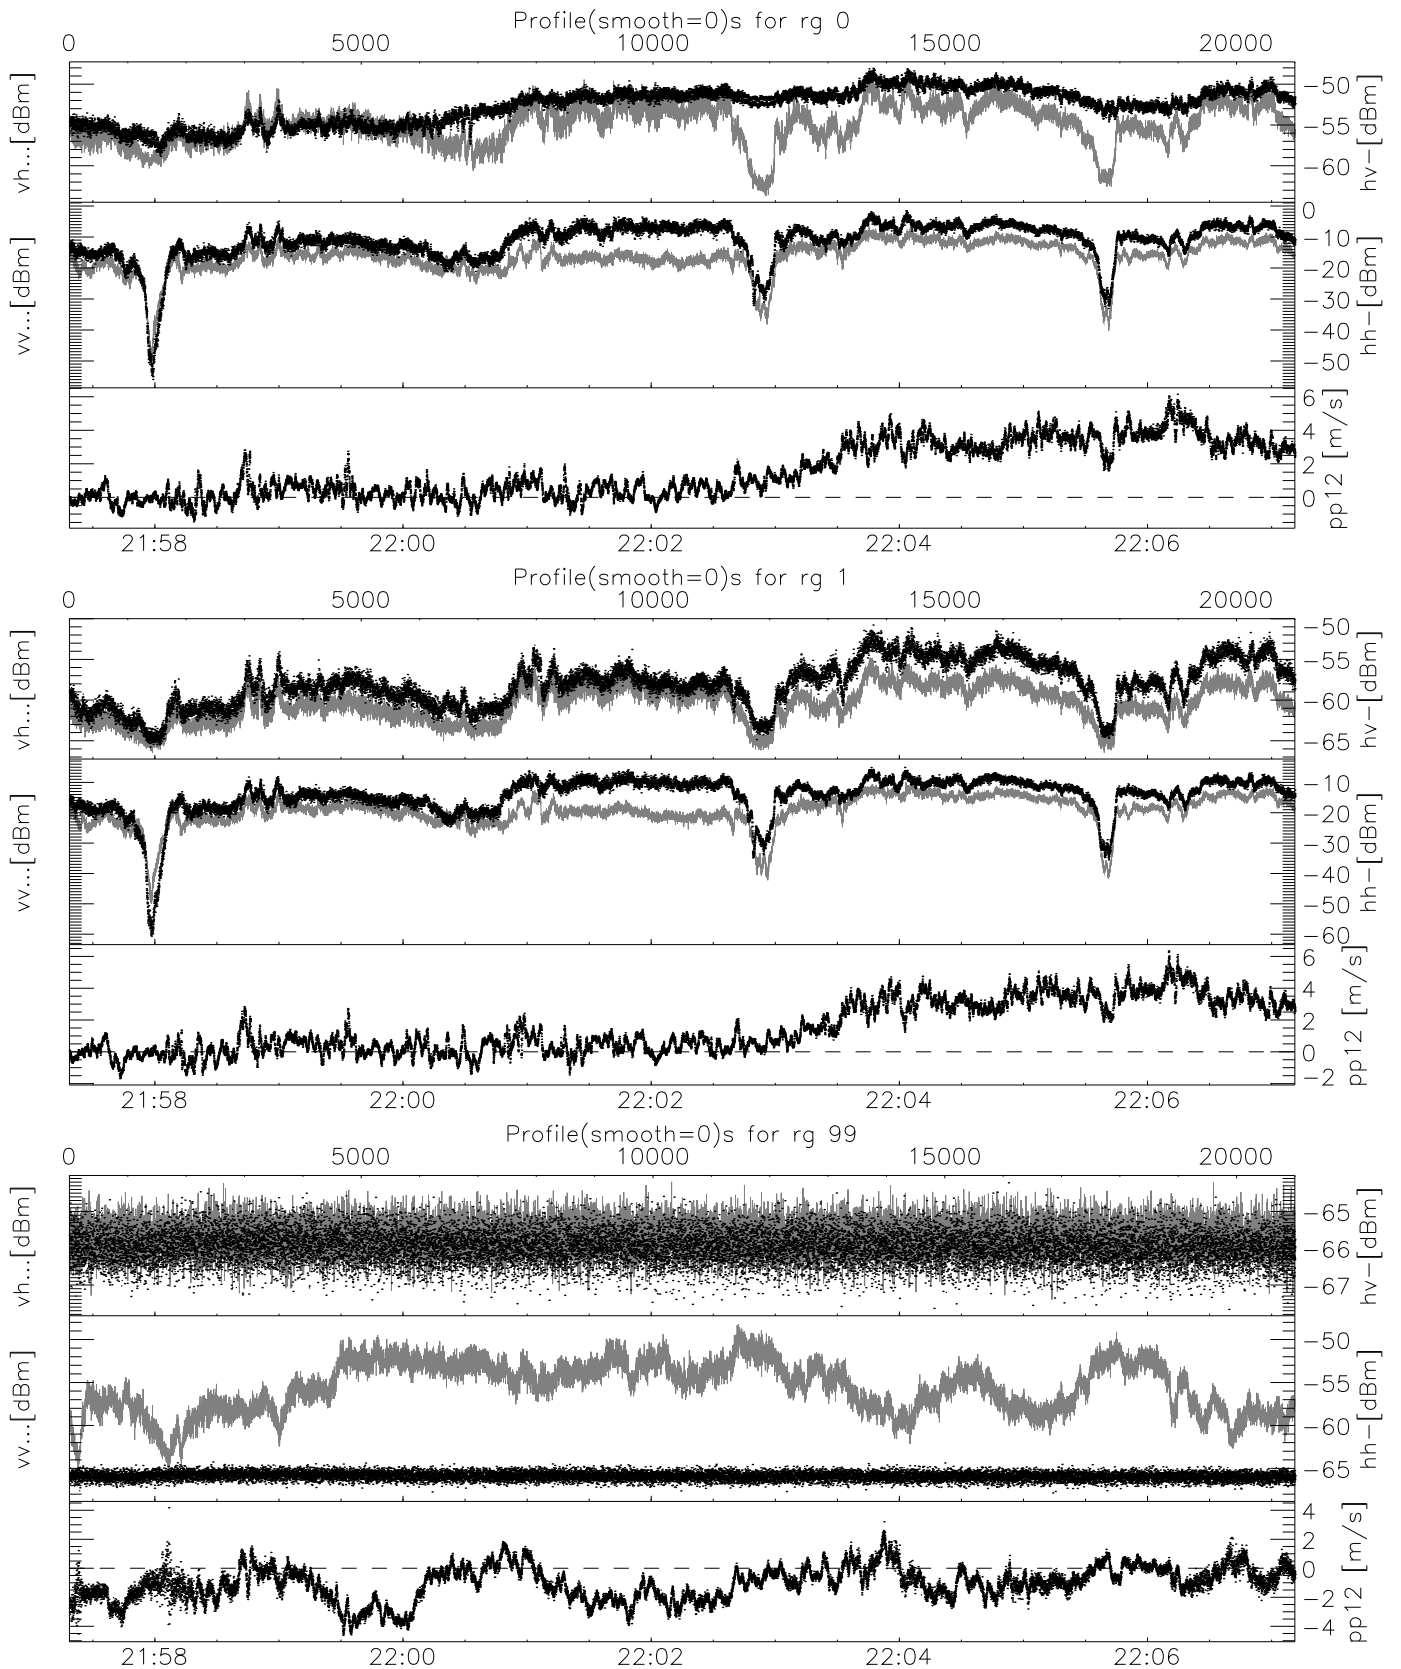 Profile(smooth=0)s for rg 0
0 5000 10000 15000 20000
vh...[dBm]
-50
-55
-60
hv-[dBm]
vv...[dBm]
0
-10
-20
-30
-40
-50
hh-[dBm]
6
4
2
0
pp12 [m/s]
21:58 22:00 22:02 22:04 22:06
Profile(smooth=0)s for rg 1
0 5000 10000 15000 20000
vh...[dBm]
-50
-55
-60
-65
hv-[dBm]
vv...[dBm]
-10
-20
-30
-40
-50
-60
hh-[dBm]
6
4
2
0
-2
pp12 [m/s]
21:58 22:00 22:02 22:04 22:06
Profile(smooth=0)s for rg 99
0 5000 10000 15000 20000
vh...[dBm]
-65
-66
-67
hv-[dBm]
vv...[dBm]
-50
-55
-60
-65
hh-[dBm]
4
2
0
-2
-4
pp12 [m/s]
21:58 22:00 22:02 22:04 22:06